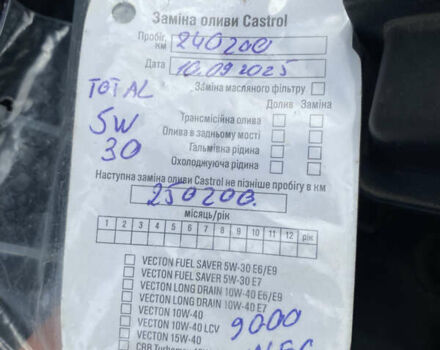 Заміна оливи Castrol
Пробіг, км 240200
Дата 10.09.2025
Заміна масляного фільтру
TOTAL
5W
30
Долив Заміна
Трансмісійна олива
Олива в задньому мості
Гальмівна рідина
Охолоджуюча рідина
Наступна заміна оливи Castrol не пізніше пробігу в км
250200
місяць/рік
1 2 3 4 5 6 7 8 9 10 11 12 рік
VECTON FUEL SAVER 5W-30 E6/E9
VECTON FUEL SAVER 5W-30 E7
VECTON LONG DRAIN 10W-40 E6/E9
VECTON LONG DRAIN 10W-40 E7
VECTON 10W-40
VECTON 10W-40 LCV
VECTON 15W-40
9000
CRB